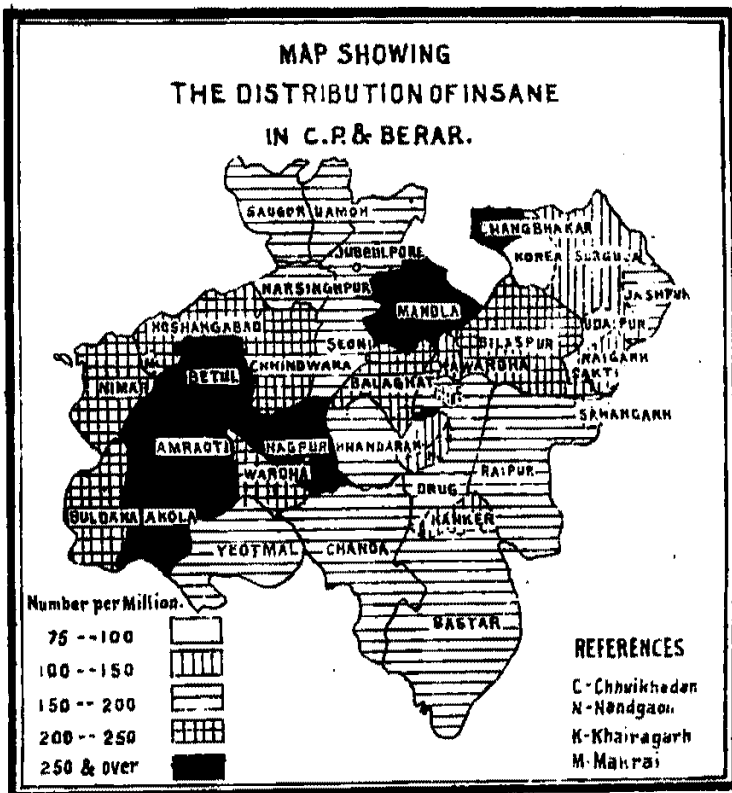 MAP SHOWING
THE DISTRIBUTION OF INSANE
IN C.P. & BERAR.
SAUGOR DAMOH
CHANGBHAKAR
JUBBULPORE
KOREA SURGUJA
NARSINGHPUR
JASHPUR
MANDLA
HOSHANGABAD
UDAIPUR
SEONI
BILASPUR
M
CHHINDWARA
KAWARDHA
RAIGARH
NIMAR
BETUL
BALAGHAT
SAKTI
SARANGARH
AMRAOTI
NAGPUR
BHANDARAN
WARDHA
RAIPUR
DRUG
BULDANA AKOLA
KANKER
YEOTMAL
CHANDA
BASTAR
Number per Million.
75 -- 100
100 -- 150
150 -- 200
200 -- 250
250 & over
REFERENCES
C-Chhuikhadan
N-Nandgaon
K-Khairagarh
M-Makrai